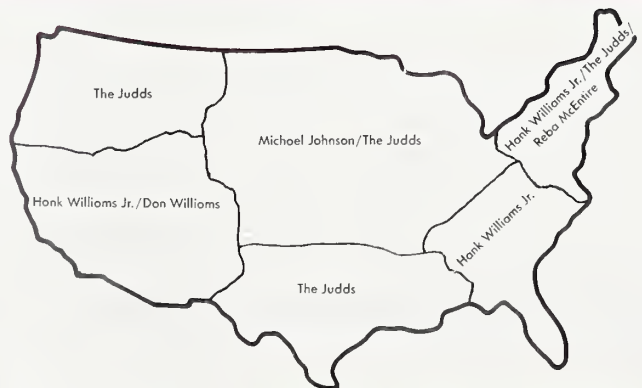 The Judds
Michael Johnson/The Judds
Hank Williams Jr./The Judds/
Reba McEntire
Hank Williams Jr./Don Williams
Hank Williams Jr.
The Judds